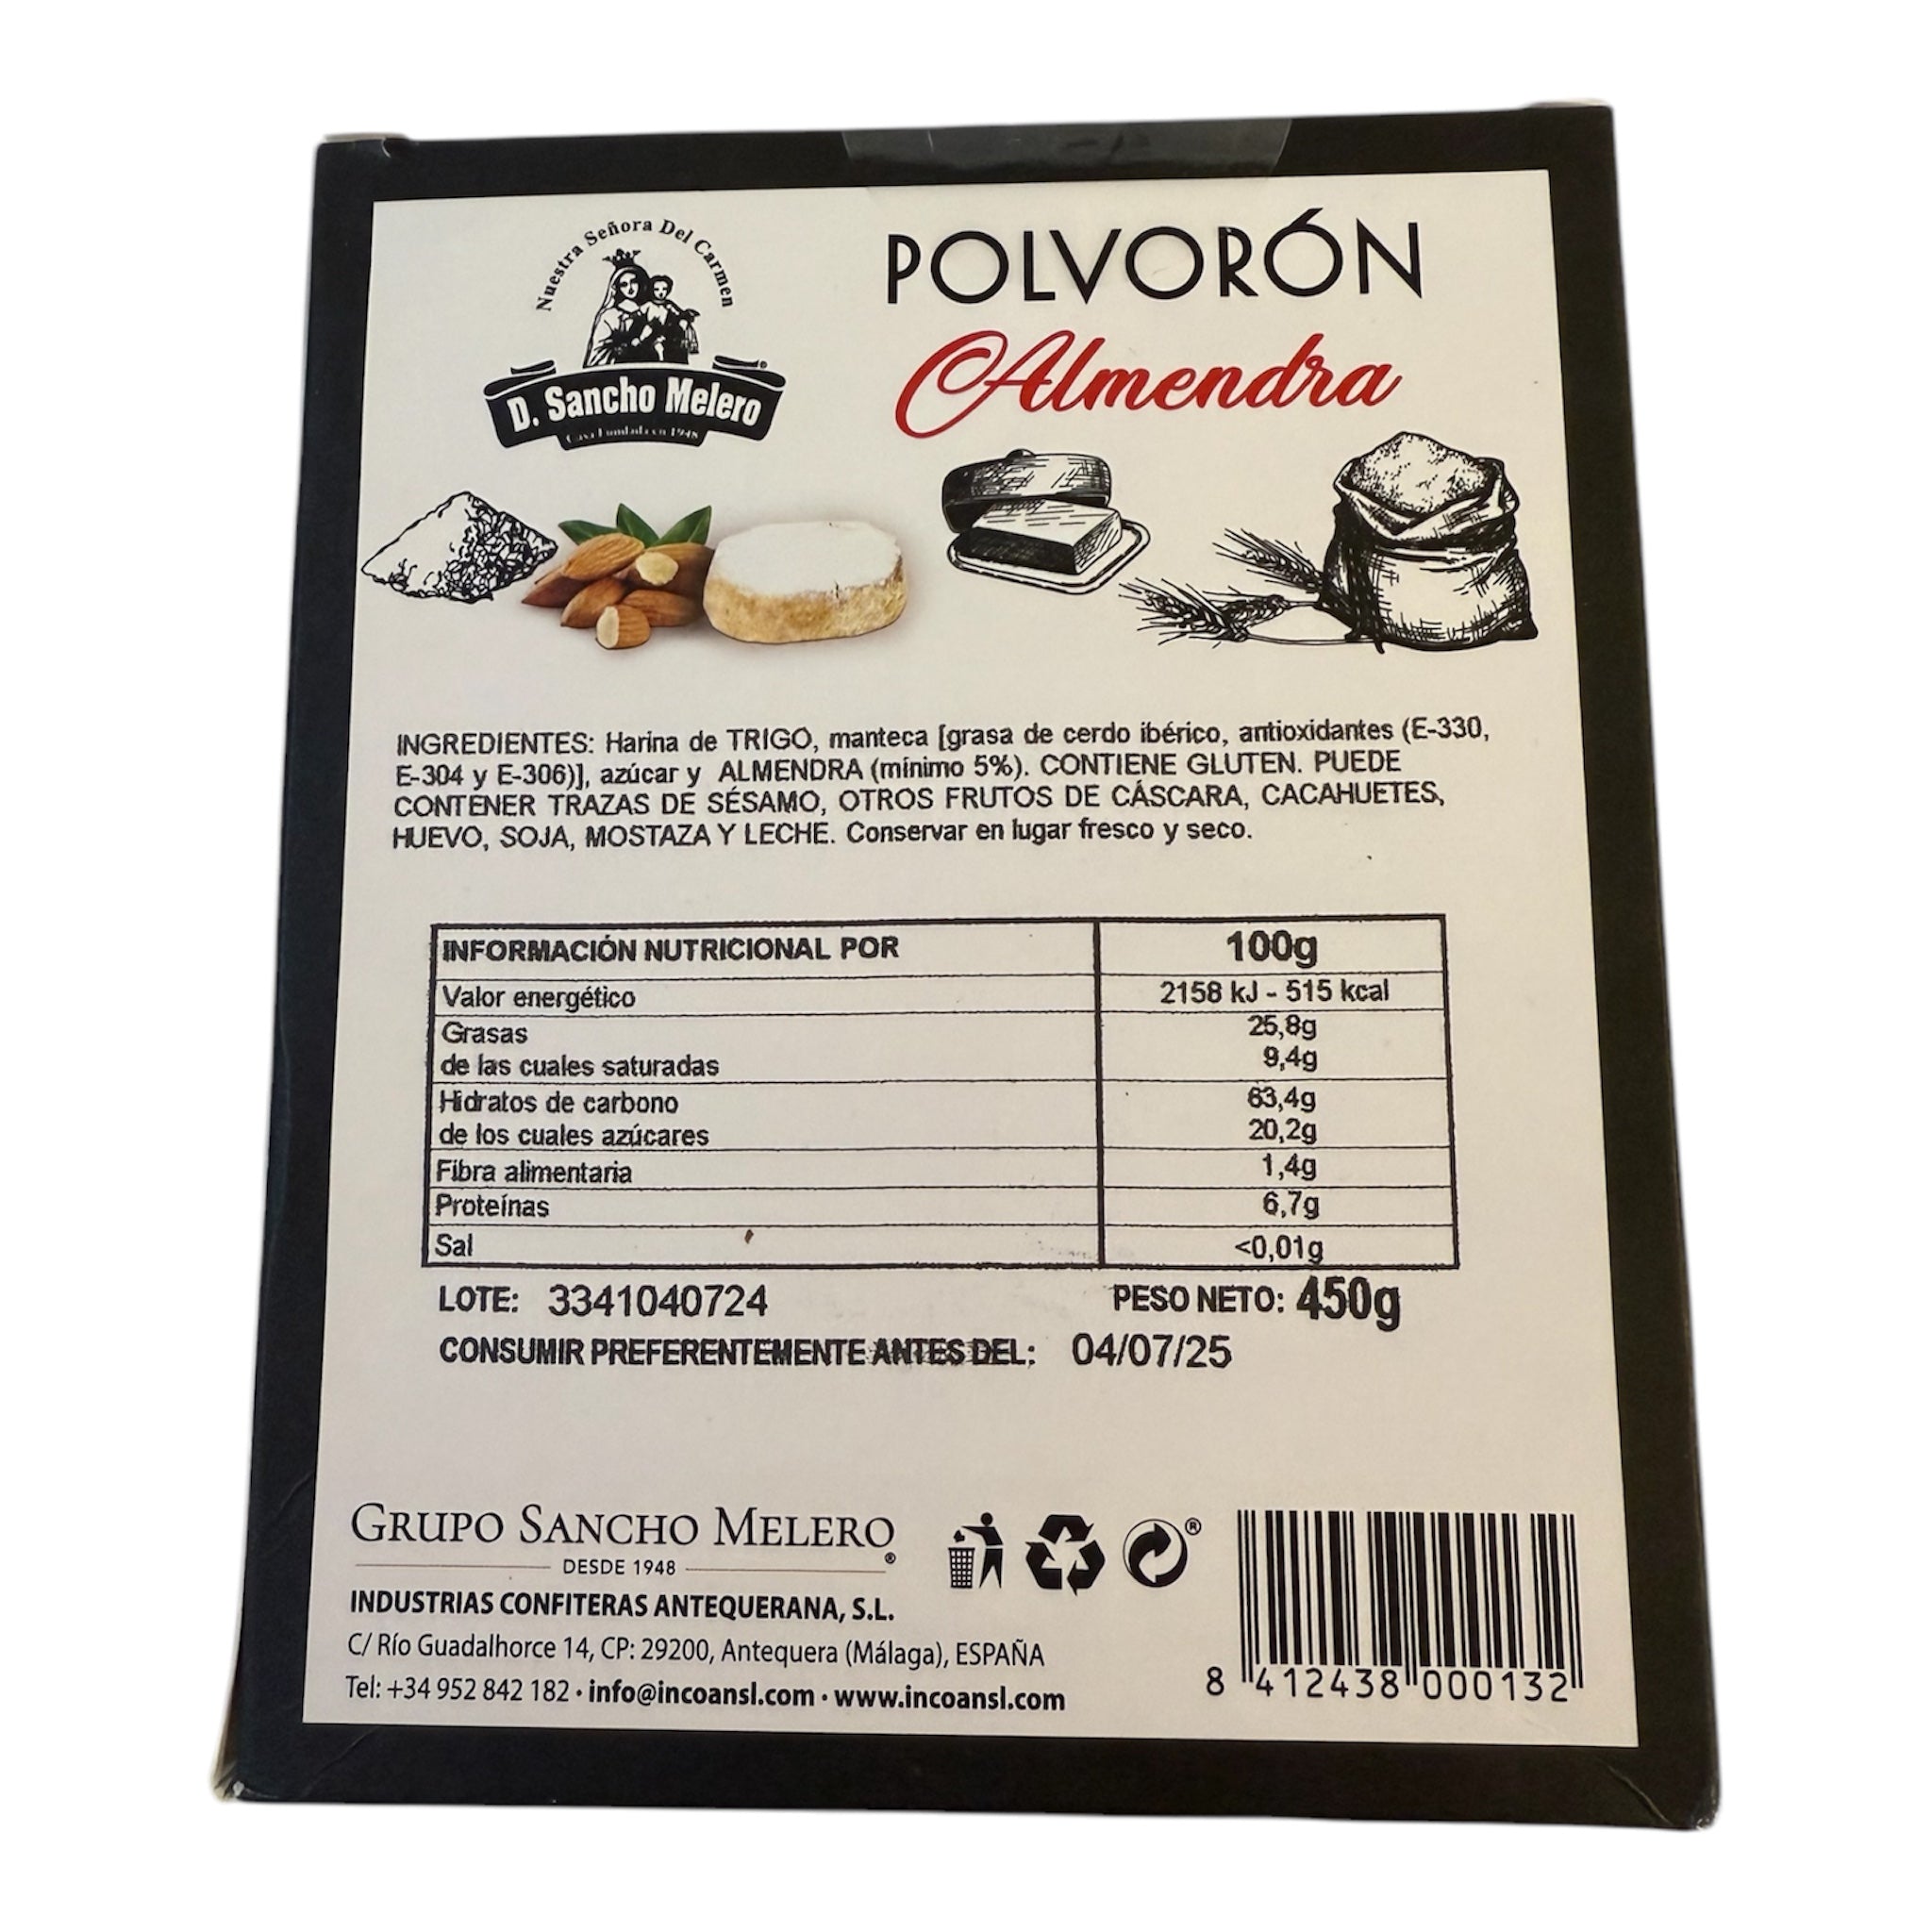 Nuestra Señora Del Carmen
D. Sancho Melero
Casa Fundada en 1948
POLVORÓN
Almendra
INGREDIENTES: Harina de TRIGO, manteca [grasa de cerdo ibérico, antioxidantes (E-330,
E-304 y E-306)], azúcar y ALMENDRA (mínimo 5%). CONTIENE GLUTEN. PUEDE
CONTENER TRAZAS DE SÉSAMO, OTROS FRUTOS DE CÁSCARA, CACAHUETES,
HUEVO, SOJA, MOSTAZA Y LECHE. Conservar en lugar fresco y seco.
INFORMACIÓN NUTRICIONAL POR 100g
Valor energético 2158 kJ - 515 kcal
Grasas 25,8g
de las cuales saturadas 9,4g
Hidratos de carbono 63,4g
de los cuales azúcares 20,2g
Fibra alimentaria 1,4g
Proteínas 6,7g
Sal <0,01g
LOTE: 3341040724 PESO NETO: 450g
CONSUMIR PREFERENTEMENTE ANTES DEL: 04/07/25
GRUPO SANCHO MELERO ®
DESDE 1948
INDUSTRIAS CONFITERAS ANTEQUERANA, S.L.
C/ Río Guadalhorce 14, CP: 29200, Antequera (Málaga), ESPAÑA
Tel: +34 952 842 182 · info@incoansl.com · www.incoansl.com
®
8 412438 000132